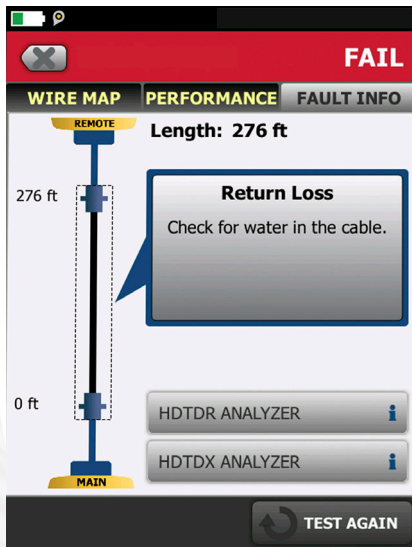 FAIL
WIRE MAP
PERFORMANCE
FAULT INFO
REMOTE
Length: 276 ft
276 ft
Return Loss
Check for water in the cable.
0 ft
HDTDR ANALYZER i
HDTDX ANALYZER i
MAIN
TEST AGAIN